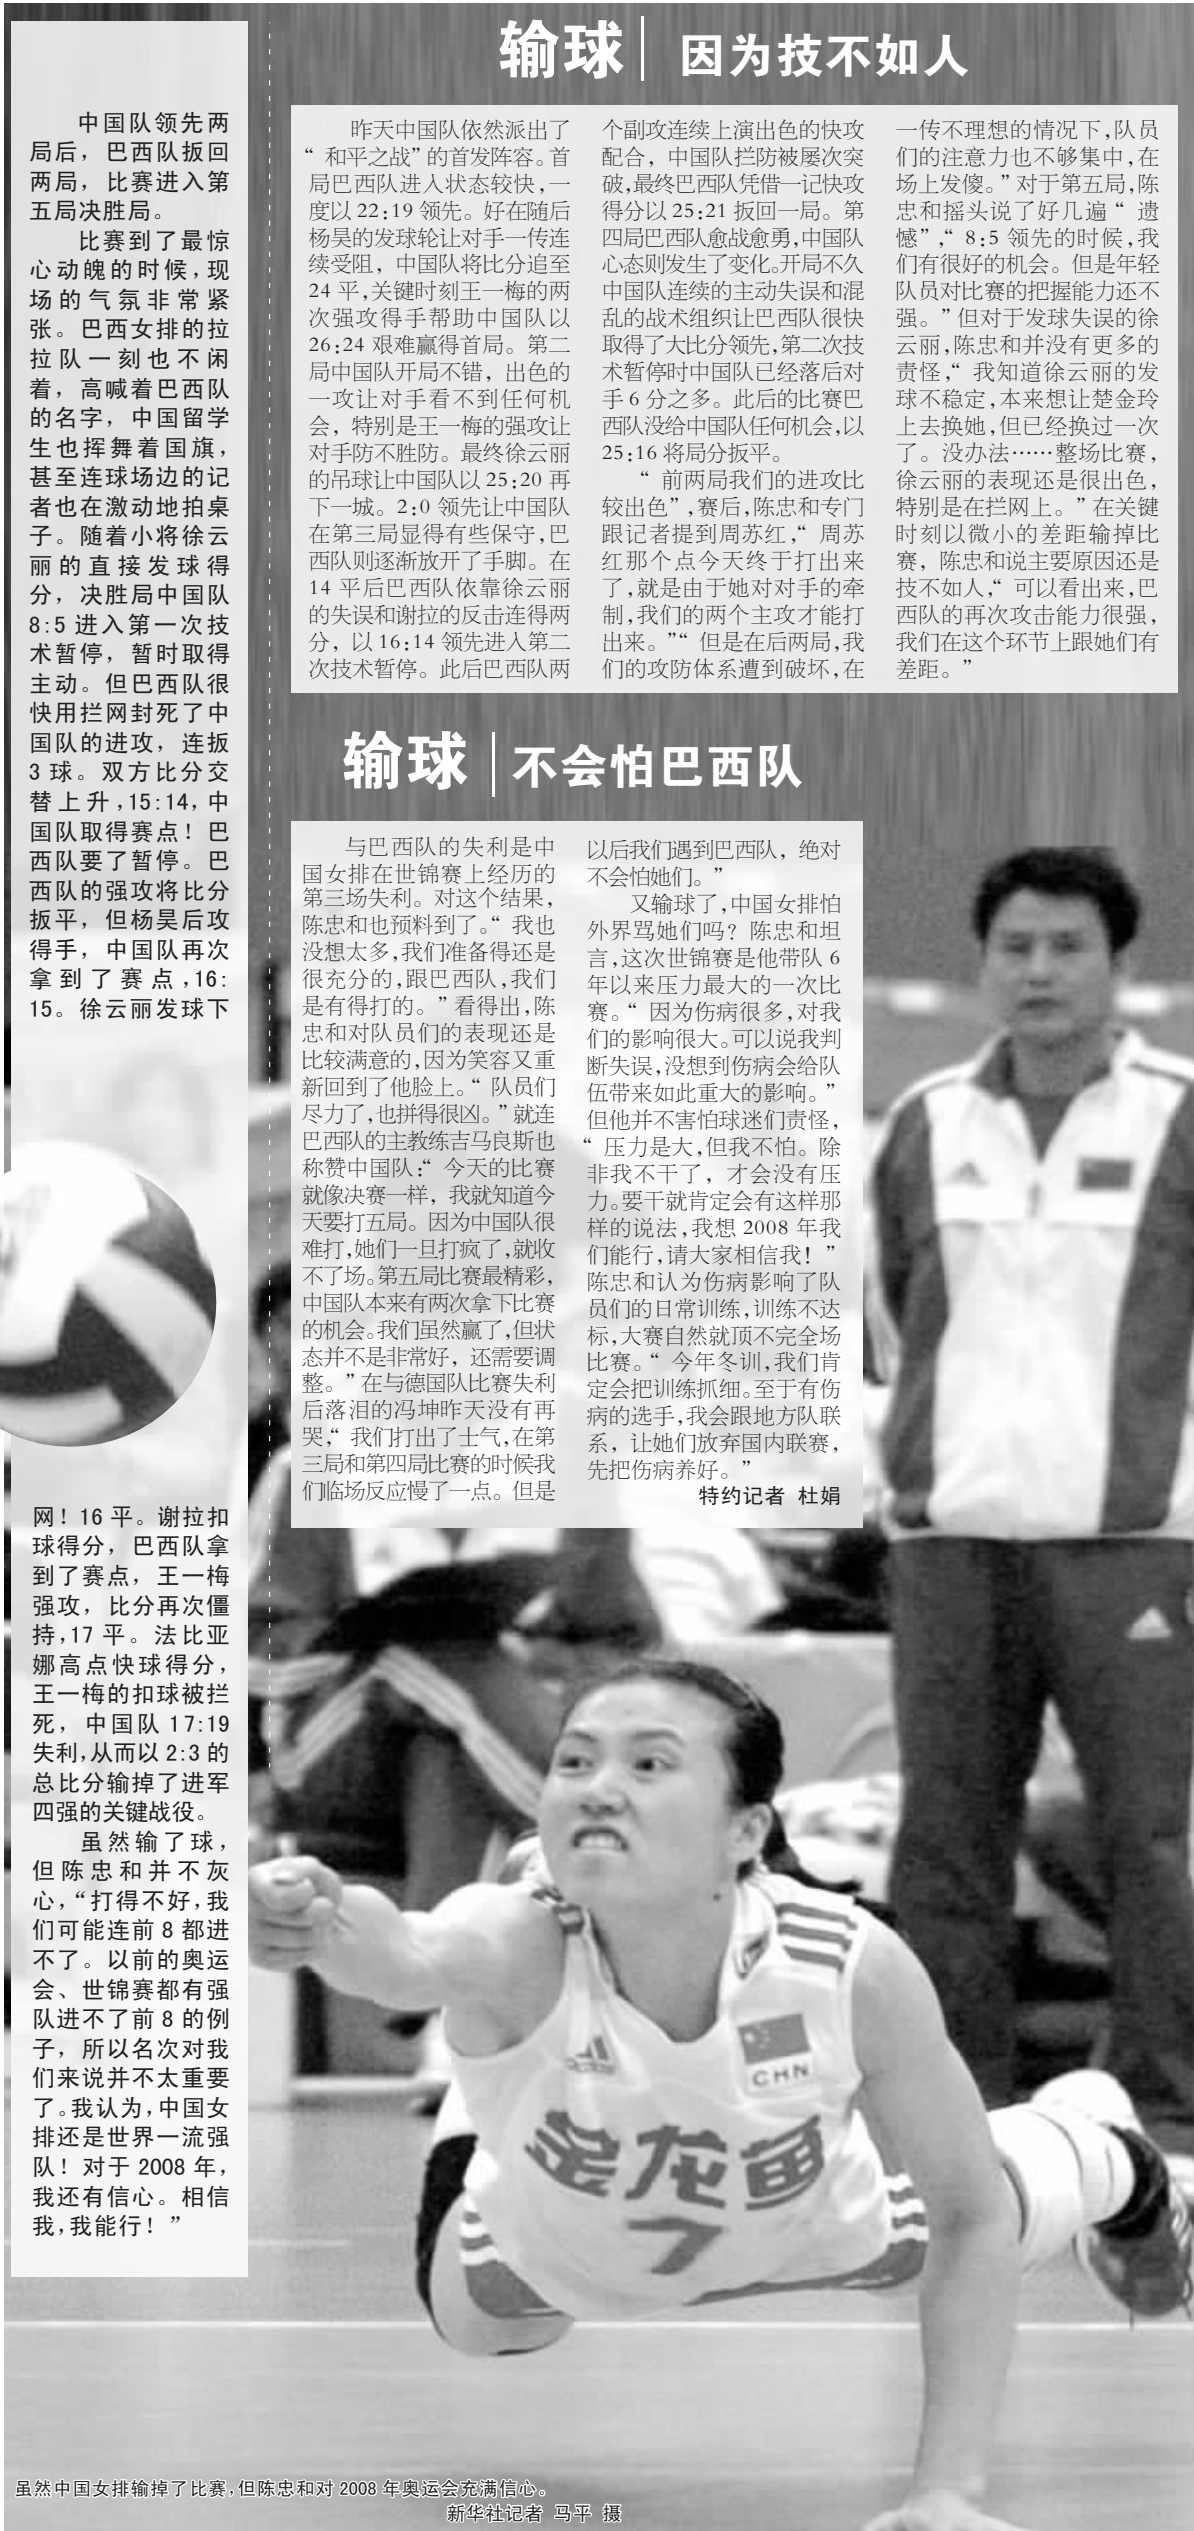 中国队领先两
局后，巴西队扳回
两局，比赛进入第
五局决胜局。
比赛到了最惊
心动魄的时候，现
场的气氛非常紧
张。巴西女排的拉
拉队一刻也不闲
着，高喊着巴西队
的名字，中国留学
生也挥舞着国旗，
甚至连球场边的记
者也在激动地拍桌
子。随着小将徐云
丽的直接发球得
分，决胜局中国队
8:5 进入第一次技
术暂停，暂时取得
主动。但巴西队很
快用拦网封死了中
国队的进攻，连扳
3 球。双方比分交
替上升，15:14，中
国队取得赛点！巴
西队要了暂停。巴
西队的强攻将比分
扳平，但杨昊后攻
得手，中国队再次
拿到了赛点，16:
15。徐云丽发球下
网！16 平。谢拉扣
球得分，巴西队拿
到了赛点，王一梅
强攻，比分再次僵
持，17 平。法比亚
娜高点快球得分，
王一梅的扣球被拦
死，中国队 17:19
失利，从而以 2:3 的
总比分输掉了进军
四强的关键战役。
虽然输了球，
但陈忠和并不灰
心，“打得不好，我
们可能连前 8 都进
不了。以前的奥运
会、世锦赛都有强
队进不了前 8 的例
子，所以名次对我
们来说并不太重要
了。我认为，中国女
排还是世界一流强
队！对于 2008 年，
我还有信心。相信
我，我能行！”
输球 因为技不如人
昨天中国队依然派出了
“和平之战”的首发阵容。首
局巴西队进入状态较快，一
度以 22:19 领先。好在随后
杨昊的发球轮让对手一传连
续受阻，中国队将比分追至
24 平，关键时刻王一梅的两
次强攻得手帮助中国队以
26:24 艰难赢得首局。第二
局中国队开局不错，出色的
一攻让对手看不到任何机
会，特别是王一梅的强攻让
对手防不胜防。最终徐云丽
的吊球让中国队以 25:20 再
下一城。2:0 领先让中国队
在第三局显得有些保守，巴
西队则逐渐放开了手脚。在
14 平后巴西队依靠徐云丽
的失误和谢拉的反击连得两
分，以 16:14 领先进入第二
次技术暂停。此后巴西队两
个副攻连续上演出色的快攻
配合，中国队拦防被屡次突
破，最终巴西队凭借一记快攻
得分以 25:21 扳回一局。第
四局巴西队愈战愈勇，中国队
心态则发生了变化。开局不久
中国队连续的主动失误和混
乱的战术组织让巴西队很快
取得了大比分领先，第二次技
术暂停时中国队已经落后对
手 6 分之多。此后的比赛巴
西队没给中国队任何机会，以
25:16 将局分扳平。
“前两局我们的进攻比
较出色”，赛后，陈忠和专门
跟记者提到周苏红，“周苏
红那个点今天终于打出来
了，就是由于她对对手的牵
制，我们的两个主攻才能打
出来。”“但是在后两局，我
们的攻防体系遭到破坏，在
一传不理想的情况下，队员
们的注意力也不够集中，在
场上发傻。”对于第五局，陈
忠和摇头说了好几遍“遗
憾”，“8:5 领先的时候，我
们有很好的机会。但是年轻
队员对比赛的把握能力还不
强。”但对于发球失误的徐
云丽，陈忠和并没有更多的
责怪，“我知道徐云丽的发
球不稳定，本来想让楚金玲
上去换她，但已经换过一次
了。没办法……整场比赛，
徐云丽的表现还是很出色，
特别是在拦网上。”在关键
时刻以微小的差距输掉比
赛，陈忠和说主要原因还是
技不如人，“可以看出来，巴
西队的再次攻击能力很强，
我们在这个环节上跟她们有
差距。”
输球 不会怕巴西队
与巴西队的失利是中
国女排在世锦赛上经历的
第三场失利。对这个结果，
陈忠和也预料到了。“我也
没想太多，我们准备得还是
很充分的，跟巴西队，我们
是有得打的。”看得出，陈
忠和对队员们的表现还是
比较满意的，因为笑容又重
新回到了他脸上。“队员们
尽力了，也拼得很凶。”就连
巴西队的主教练吉马良斯也
称赞中国队：“今天的比赛
就像决赛一样，我就知道今
天要打五局。因为中国队很
难打，她们一旦打疯了，就收
不了场。第五局比赛最精彩，
中国队本来有两次拿下比赛
的机会。我们虽然赢了，但状
态并不是非常好，还需要调
整。”在与德国队比赛失利
后落泪的冯坤昨天没有再
哭，“我们打出了士气，在第
三局和第四局比赛的时候我
们临场反应慢了一点。但是
以后我们遇到巴西队，绝对
不会怕她们。”
又输球了，中国女排怕
外界骂她们吗？陈忠和坦
言，这次世锦赛是他带队 6
年以来压力最大的一次比
赛。“因为伤病很多，对我
们的影响很大。可以说我判
断失误，没想到伤病会给队
伍带来如此重大的影响。”
但他并不害怕球迷们责怪，
“压力是大，但我不怕。除
非我不干了，才会没有压
力。要干就肯定会有这样那
样的说法，我想 2008 年我
们能行，请大家相信我！”
陈忠和认为伤病影响了队
员们的日常训练，训练不达
标，大赛自然就顶不完全场
比赛。“今年冬训，我们肯
定会把训练抓细。至于有伤
病的选手，我会跟地方队联
系，让她们放弃国内联赛，
先把伤病养好。”
特约记者 杜娟
CHN
金龙鱼
7
虽然中国女排输掉了比赛，但陈忠和对 2008 年奥运会充满信心。
新华社记者 马平 摄